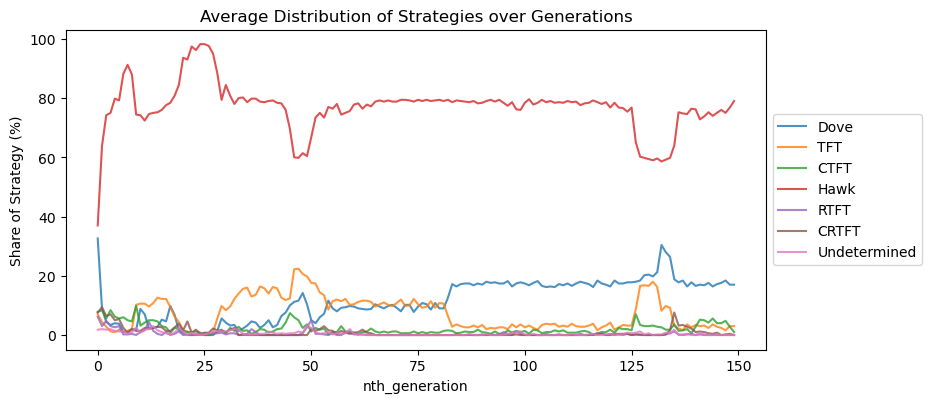 Average Distribution of Strategies over Generations
Share of Strategy (%)
100
80
60
40
20
0
0 25 50 75 100 125 150
nth_generation
Dove
TFT
CTFT
Hawk
RTFT
CRTFT
Undetermined